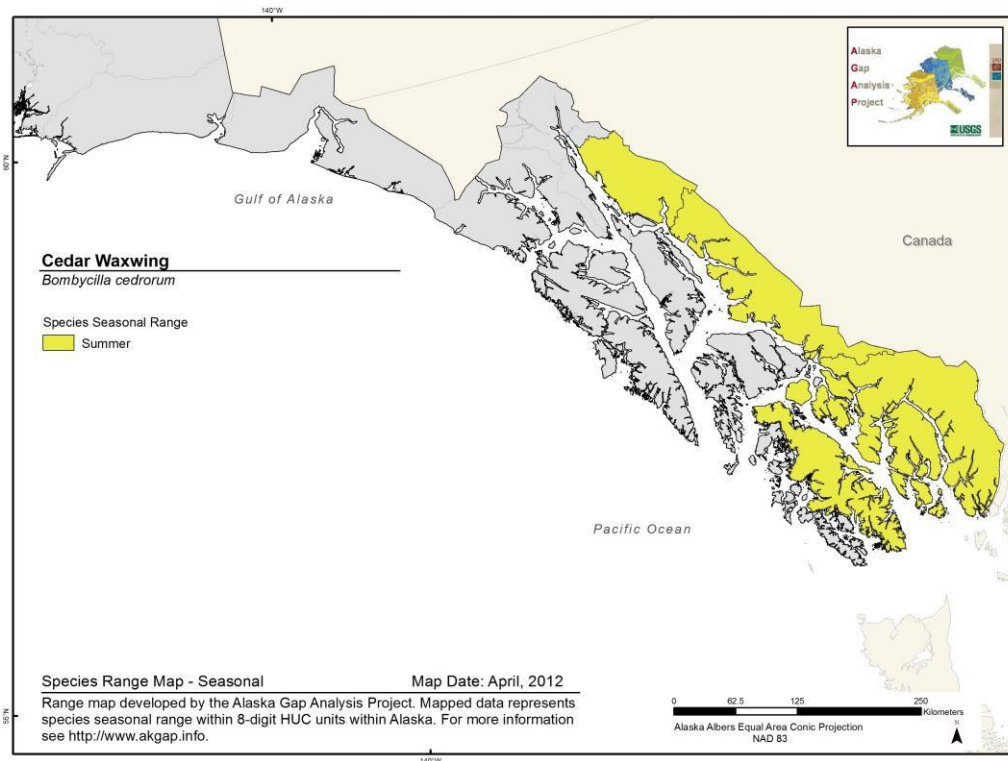 140°W
Alaska
Gap
Analysis
Project
USGS
60°N
Gulf of Alaska
Canada
Cedar Waxwing
Bombycilla cedrorum
Species Seasonal Range
Summer
Pacific Ocean
Species Range Map - Seasonal Map Date: April, 2012
Range map developed by the Alaska Gap Analysis Project. Mapped data represents
species seasonal range within 8-digit HUC units within Alaska. For more information
see http://www.akgap.info.
0 62.5 125 250
Kilometers
Alaska Albers Equal Area Conic Projection
NAD 83
N
55°N
140°W